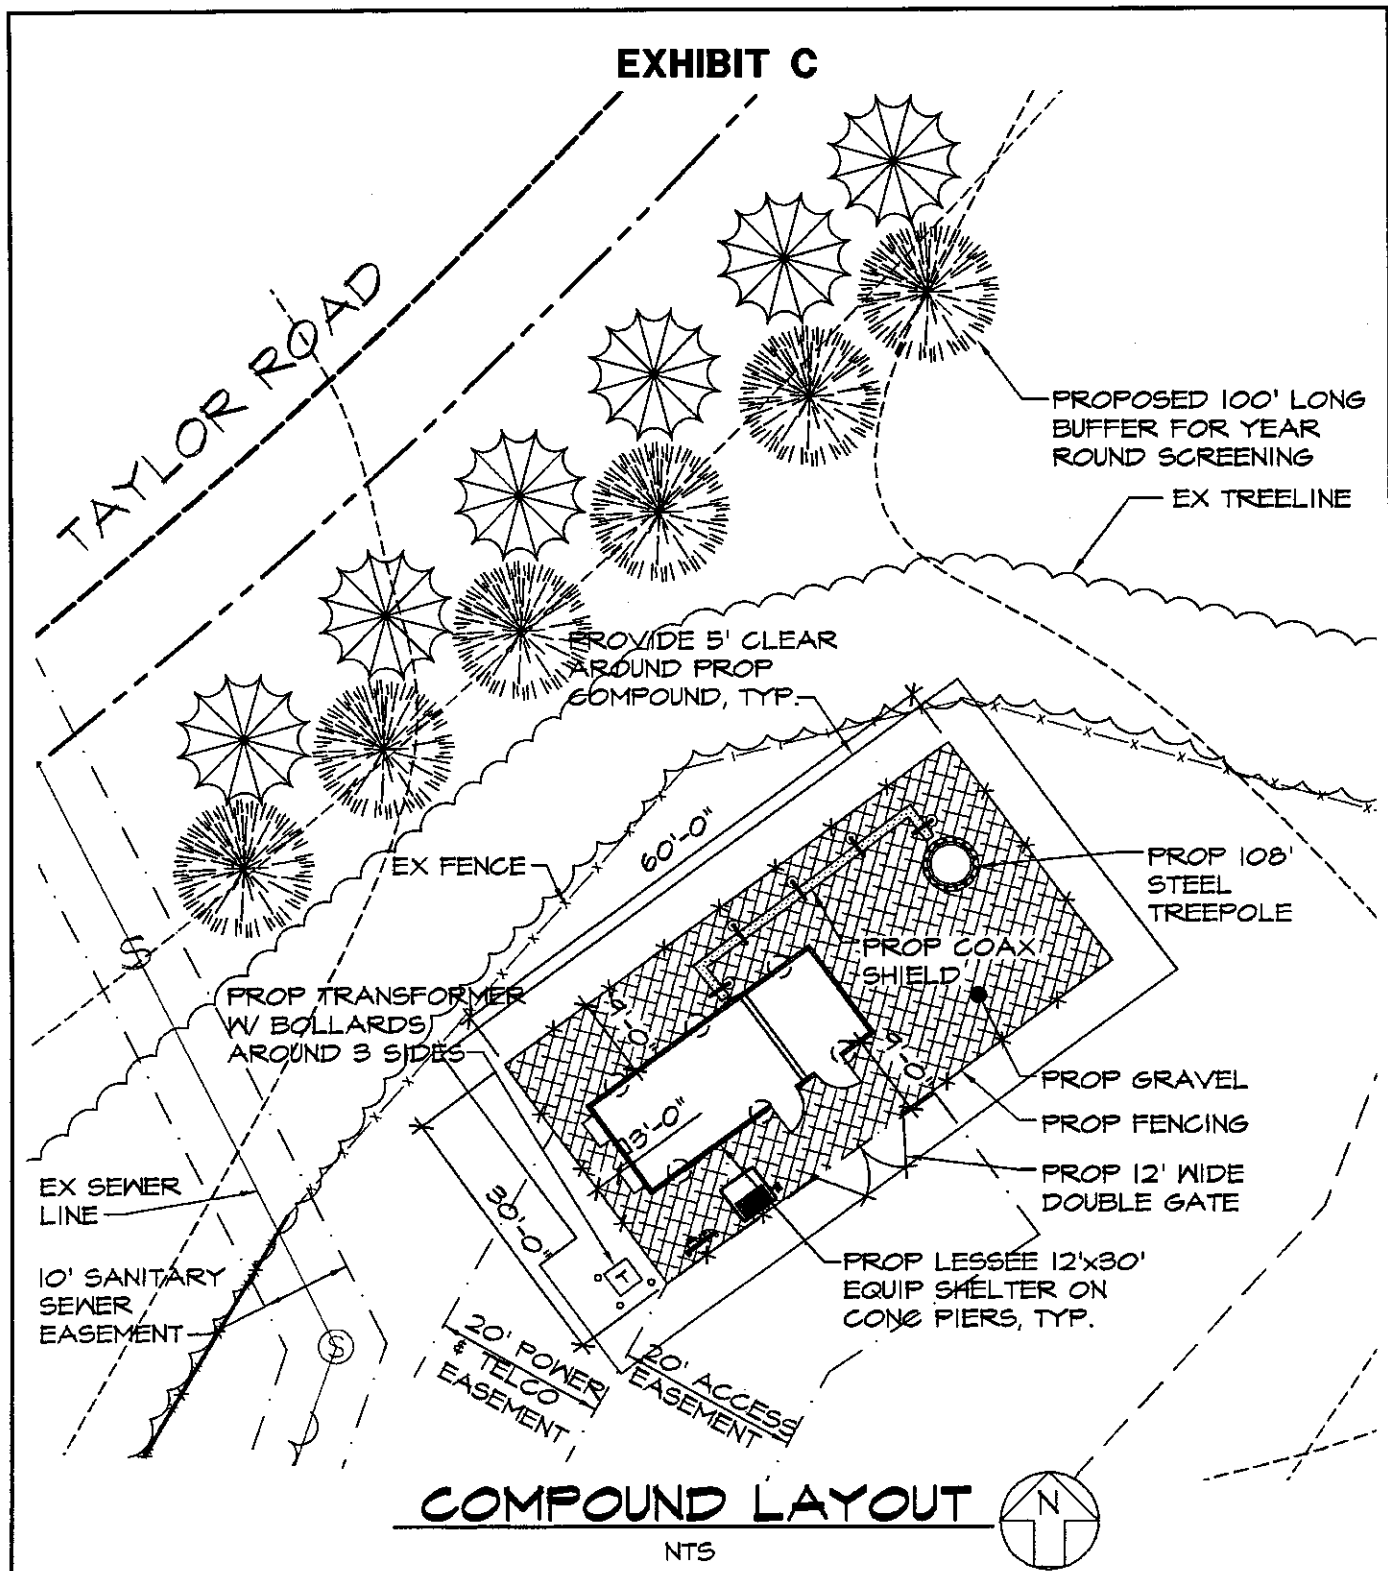 EXHIBIT C
TAYLOR ROAD
PROPOSED 100' LONG
BUFFER FOR YEAR
ROUND SCREENING
EX TREELINE
PROVIDE 5' CLEAR
AROUND PROP
COMPOUND, TYP.
60'-0"
EX FENCE
PROP 108'
STEEL
TREEPOLE
PROP COAX
SHIELD
S
PROP TRANSFORMER
W/ BOLLARDS
AROUND 3 SIDES
13'-0"
30'-0"
PROP GRAVEL
PROP FENCING
PROP 12' WIDE
DOUBLE GATE
EX SEWER
LINE
10' SANITARY
SEWER
EASEMENT
T
S
PROP LESSEE 12'x30'
EQUIP SHELTER ON
CONC PIERS, TYP.
20' POWER
& TELCO
EASEMENT
20' ACCESS
EASEMENT
COMPOUND LAYOUT
N
NTS